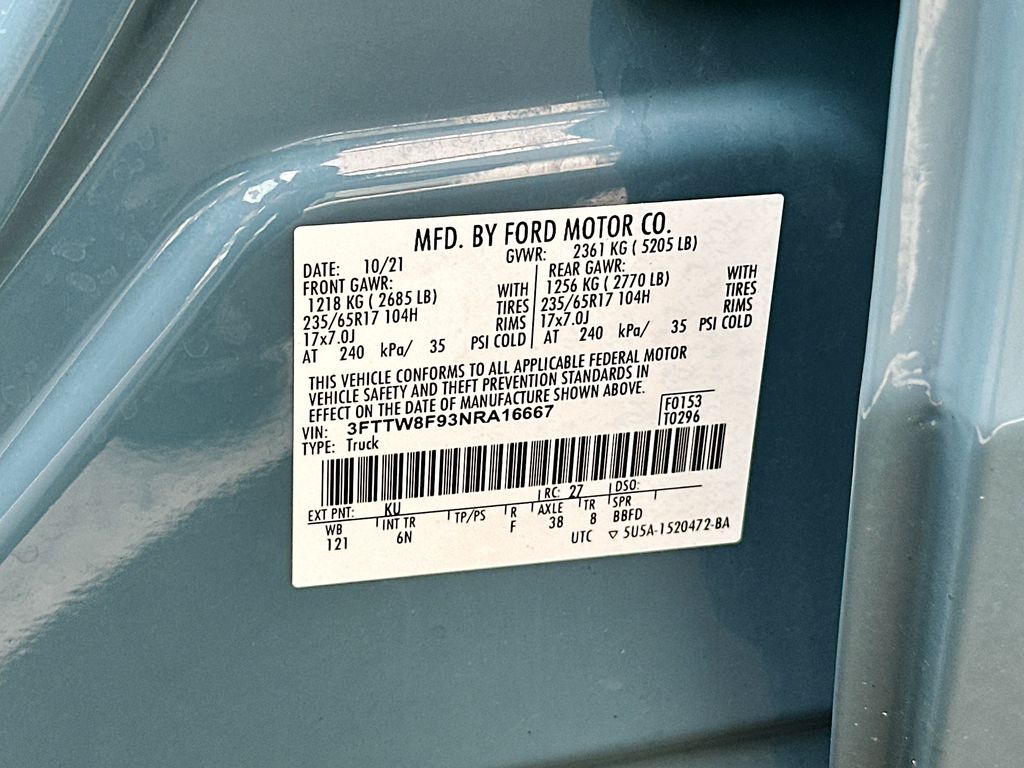 MFD. BY FORD MOTOR CO.
DATE: 10/21 GVWR: 2361 KG ( 5205 LB)
FRONT GAWR: REAR GAWR:
1218 KG ( 2685 LB) WITH 1256 KG ( 2770 LB) WITH
235/65R17 104H TIRES 235/65R17 104H TIRES
17x7.0J RIMS 17x7.0J RIMS
AT 240 kPa/ 35 PSI COLD AT 240 kPa/ 35 PSI COLD
THIS VEHICLE CONFORMS TO ALL APPLICABLE FEDERAL MOTOR
VEHICLE SAFETY AND THEFT PREVENTION STANDARDS IN
EFFECT ON THE DATE OF MANUFACTURE SHOWN ABOVE.
VIN: 3FTTW8F93NRA16667 F0153
TYPE: Truck T0296
EXT PNT: KU RC: 27 DSO:
WB INT TR TP/PS R AXLE TR SPR
121 6N F 38 8 BBFD
UTC ▽ 5U5A-1520472-BA